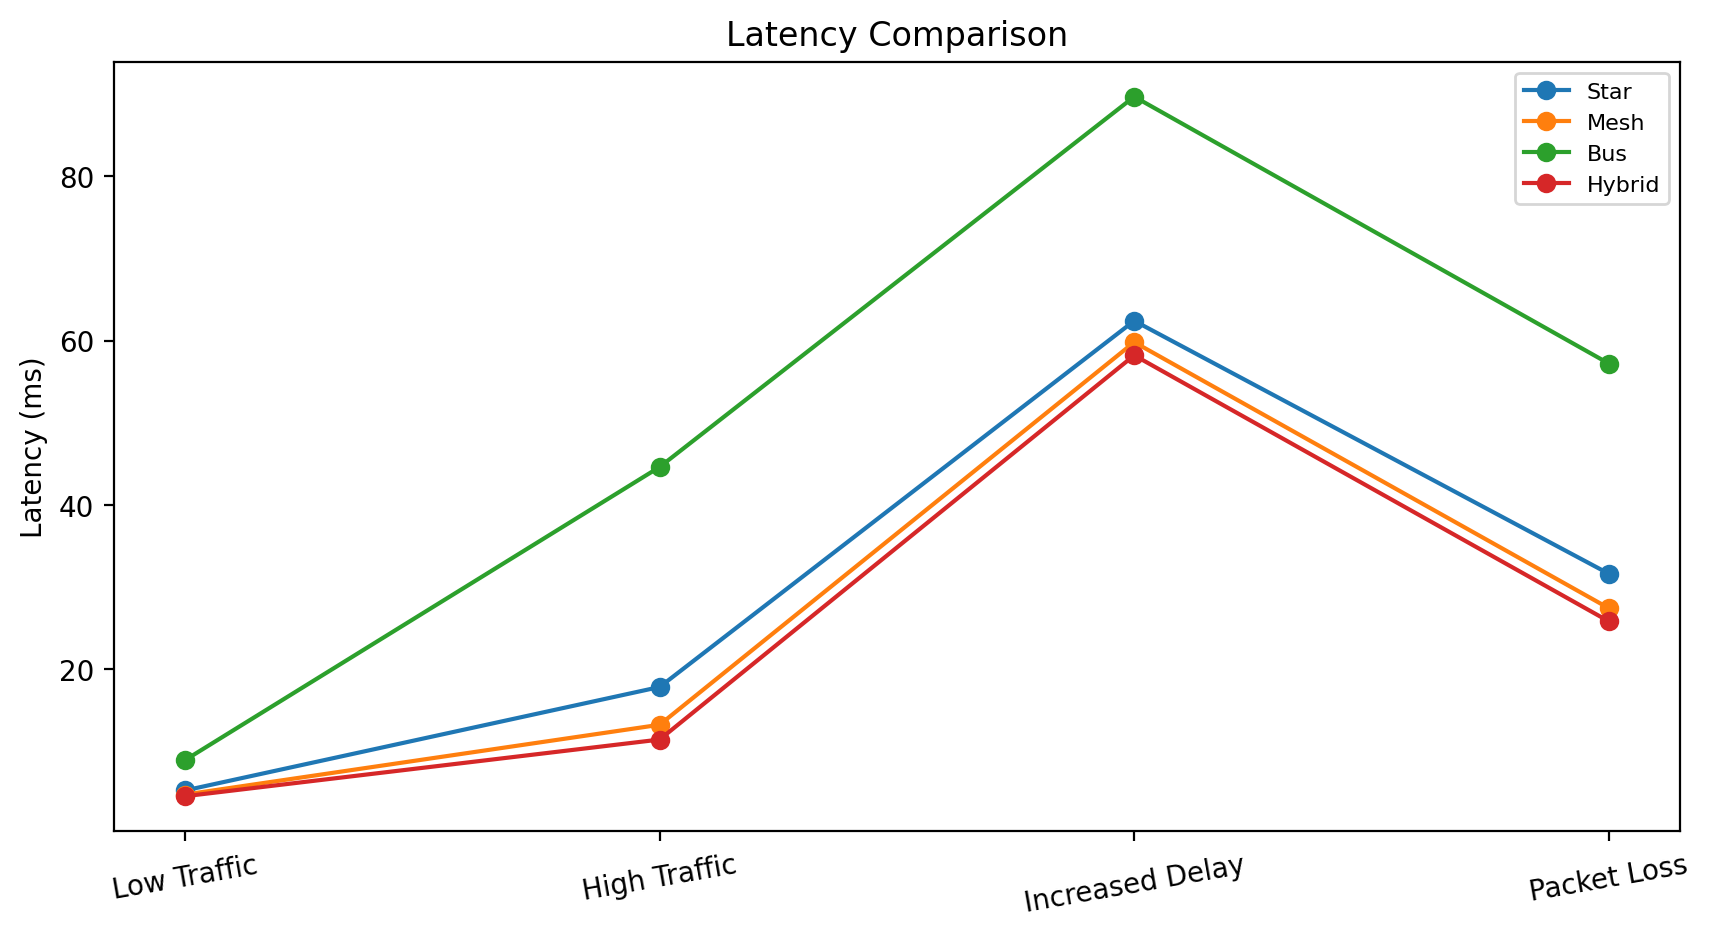 Latency Comparison
Star
Mesh
Bus
Hybrid
80
60
40
20
Latency (ms)
Low Traffic
High Traffic
Increased Delay
Packet Loss